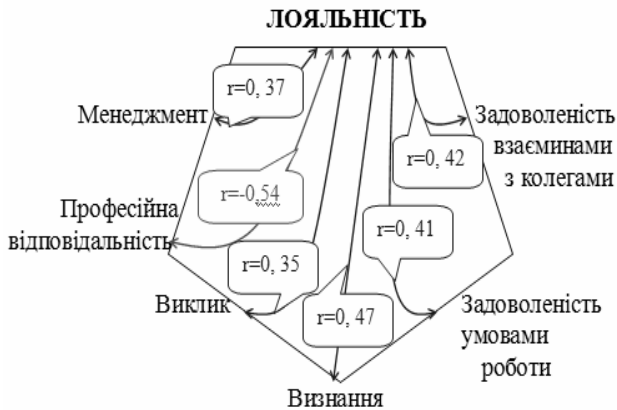 ЛОЯЛЬНІСТЬ
r=0, 37
Менеджмент
Задоволеність
взаєминами
з колегами
r=0, 42
r=-0,54
Професійна
відповідальність
r=0, 41
r=0, 35
Виклик
r=0, 47
Задоволеність
умовами
роботи
Визнання